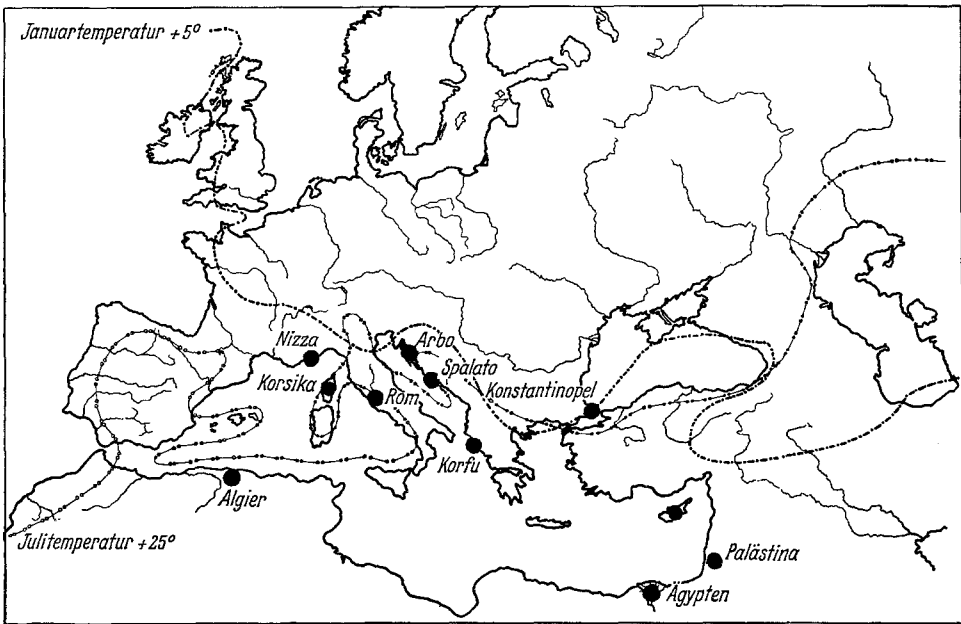 Januartemperatur +5°
Nizza
Arbo
Korsika
Spalato
Rom
Konstantinopel
Korfu
Algier
Julitemperatur +25°
Palästina
Ägypten